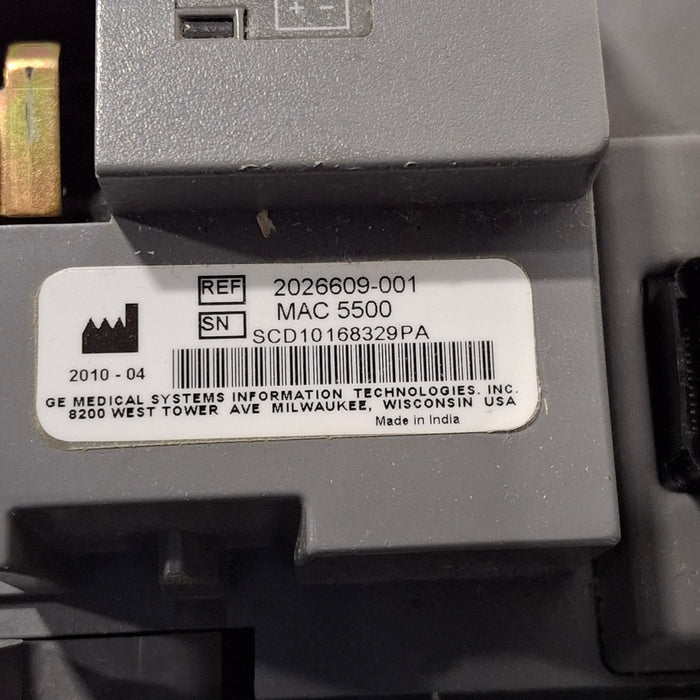 + -
REF 2026609-001
MAC 5500
SN SCD10168329PA
2010 - 04
GE MEDICAL SYSTEMS INFORMATION TECHNOLOGIES. INC.
8200 WEST TOWER AVE MILWAUKEE, WISCONSIN USA
Made in India